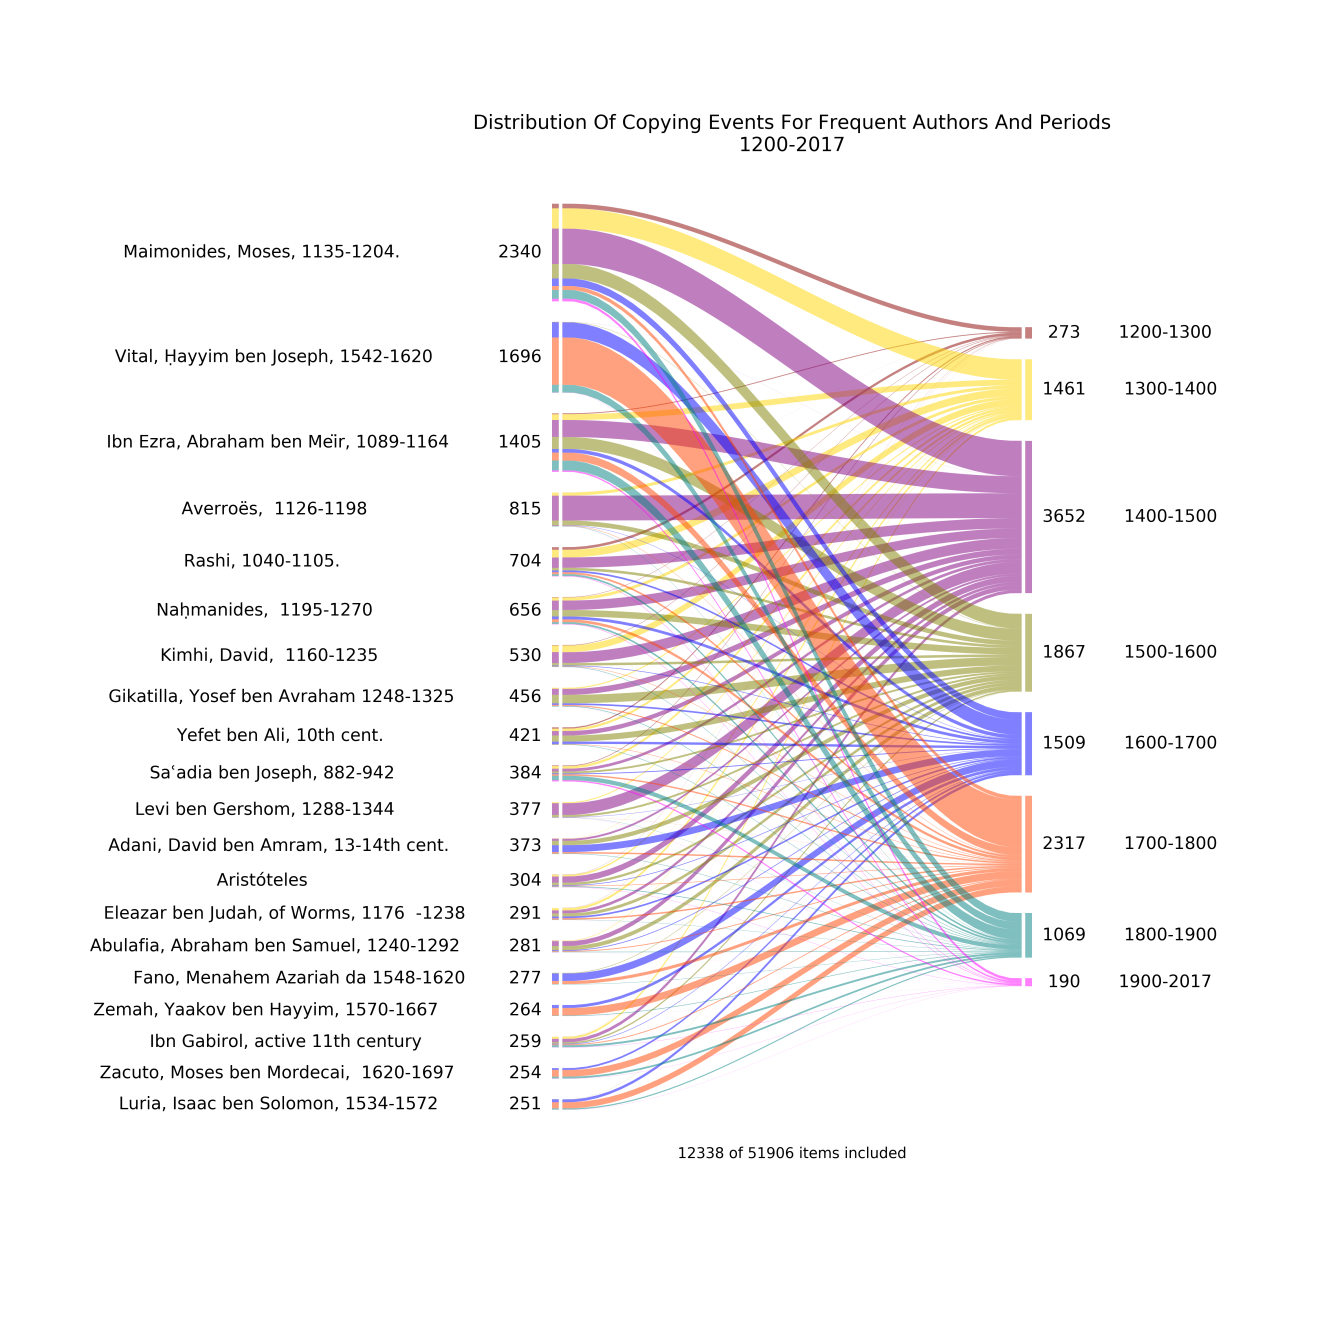 Distribution Of Copying Events For Frequent Authors And Periods
1200-2017
Maimonides, Moses, 1135-1204. 2340
Vital, Ḥayyim ben Joseph, 1542-1620 1696
Ibn Ezra, Abraham ben Meïr, 1089-1164 1405
Averroës,  1126-1198 815
Rashi, 1040-1105. 704
Naḥmanides,  1195-1270 656
Kimhi, David,  1160-1235 530
Gikatilla, Yosef ben Avraham 1248-1325 456
Yefet ben Ali, 10th cent. 421
Saʿadia ben Joseph, 882-942 384
Levi ben Gershom, 1288-1344 377
Adani, David ben Amram, 13-14th cent. 373
Aristóteles 304
Eleazar ben Judah, of Worms, 1176  -1238 291
Abulafia, Abraham ben Samuel, 1240-1292 281
Fano, Menahem Azariah da 1548-1620 277
Zemah, Yaakov ben Hayyim, 1570-1667 264
Ibn Gabirol, active 11th century 259
Zacuto, Moses ben Mordecai,  1620-1697 254
Luria, Isaac ben Solomon, 1534-1572 251
273 1200-1300
1461 1300-1400
3652 1400-1500
1867 1500-1600
1509 1600-1700
2317 1700-1800
1069 1800-1900
190 1900-2017
12338 of 51906 items included